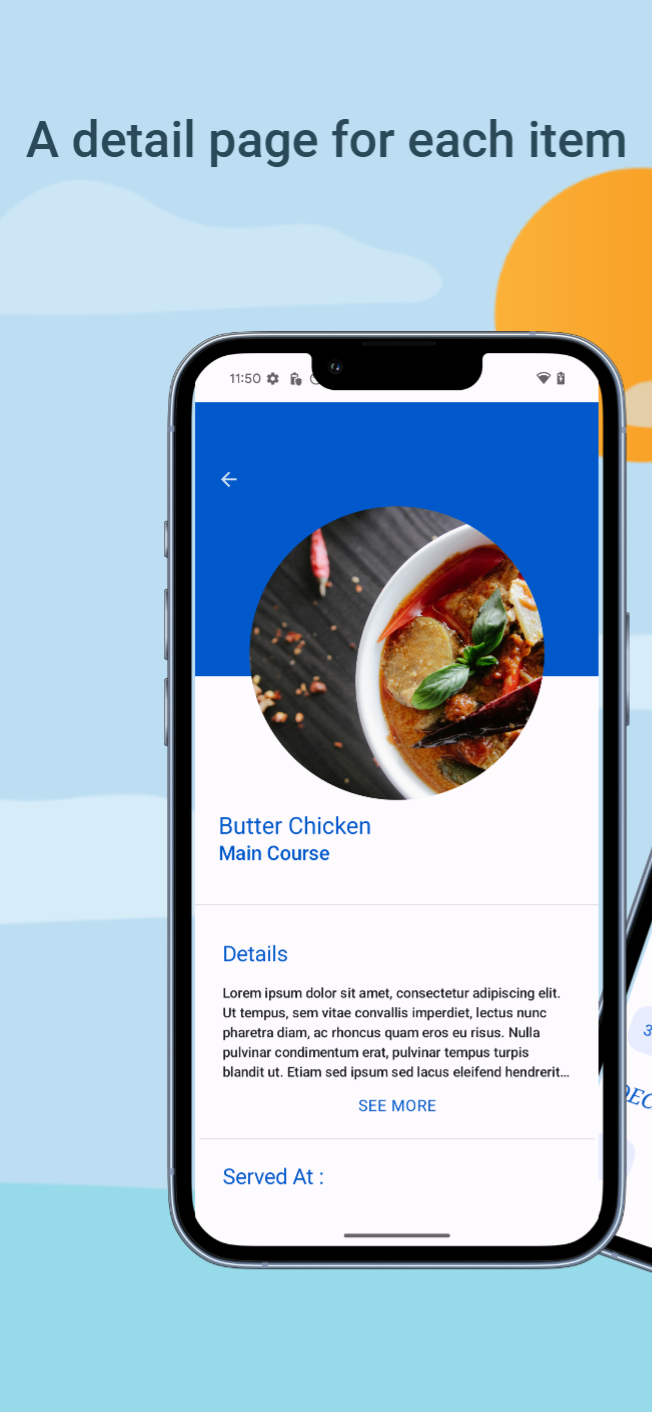 A detail page for each item
11:50
Butter Chicken
Main Course
Details
Lorem ipsum dolor sit amet, consectetur adipiscing elit.
Ut tempus, sem vitae convallis imperdiet, lectus nunc
pharetra diam, ac rhoncus quam eros eu risus. Nulla
pulvinar condimentum erat, pulvinar tempus turpis
blandit ut. Etiam sed ipsum sed lacus eleifend hendrerit...
SEE MORE
Served At :